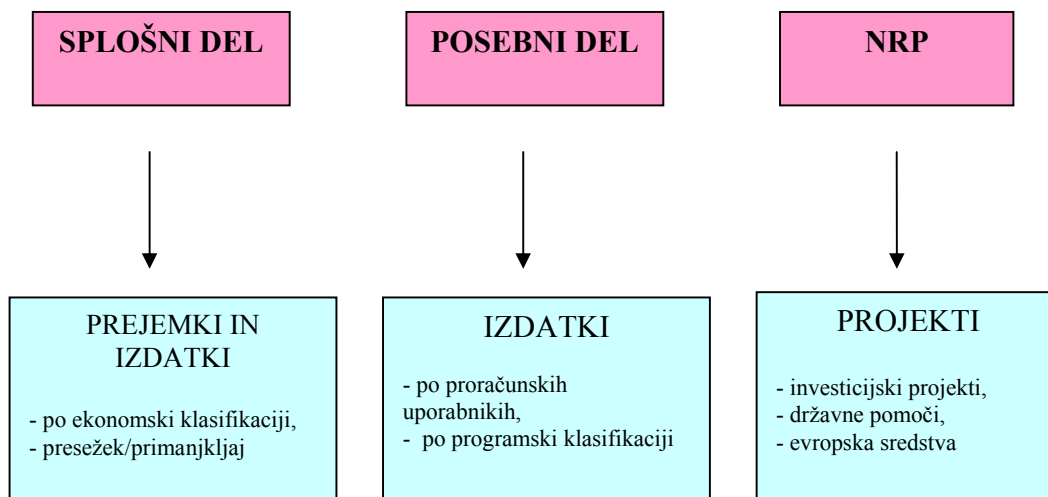 SPLOŠNI DEL
POSEBNI DEL
NRP
PREJEMKI IN
IZDATKI
- po ekonomski klasifikaciji,
- presežek/primanjkljaj
IZDATKI
- po proračunskih
uporabnikih,
- po programski klasifikaciji
PROJEKTI
- investicijski projekti,
- državne pomoči,
- evropska sredstva